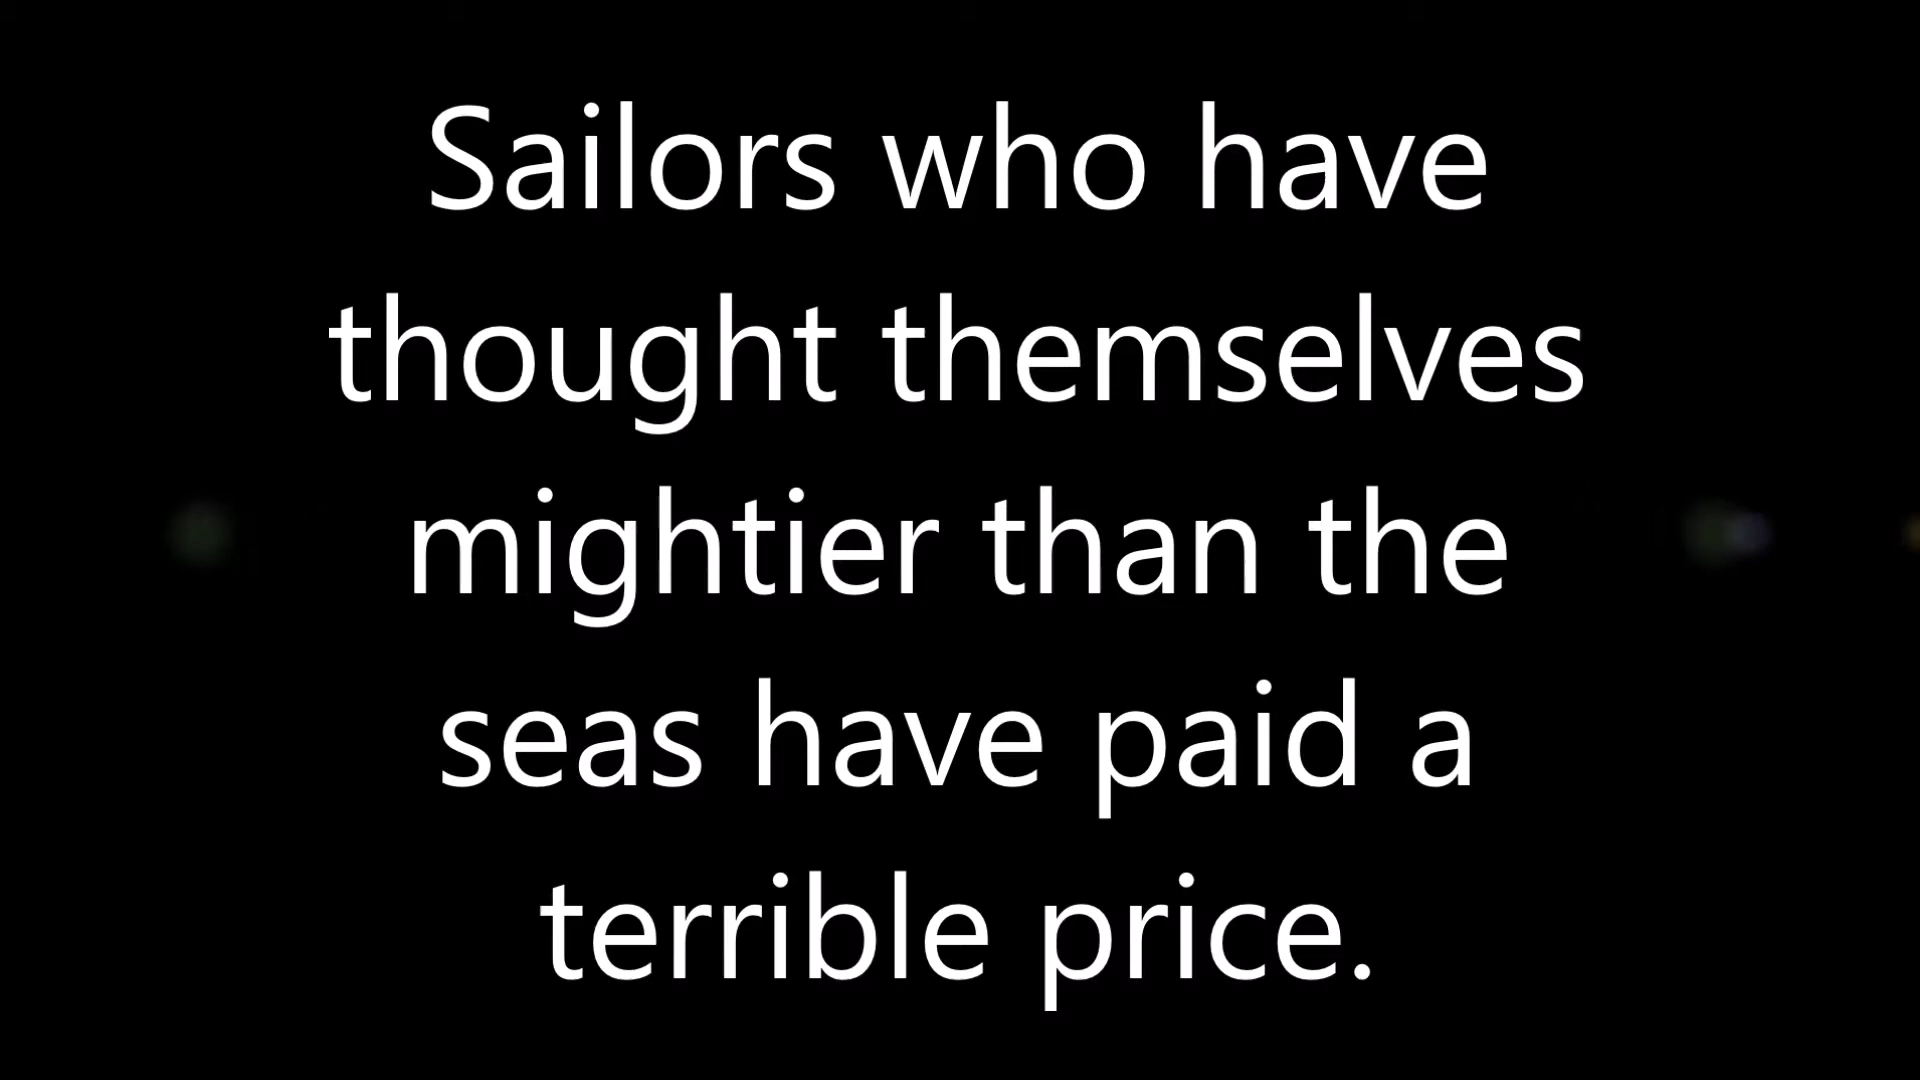 Sailors who have
thought themselves
mightier than the
seas have paid a
terrible price.